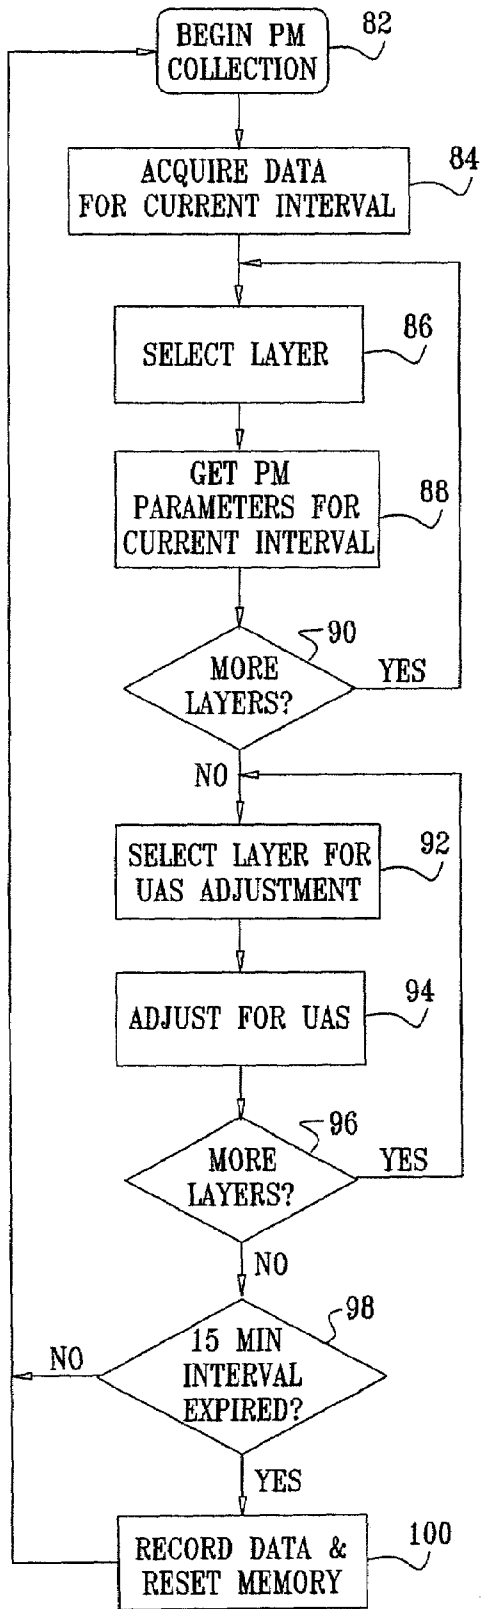 BEGIN PM
COLLECTION
82
ACQUIRE DATA
FOR CURRENT INTERVAL
84
SELECT LAYER
86
GET PM
PARAMETERS FOR
CURRENT INTERVAL
88
90
MORE
LAYERS?
YES
NO
SELECT LAYER FOR
UAS ADJUSTMENT
92
ADJUST FOR UAS
94
96
MORE
LAYERS?
YES
NO
98
15 MIN
INTERVAL
EXPIRED?
NO
YES
RECORD DATA &
RESET MEMORY
100